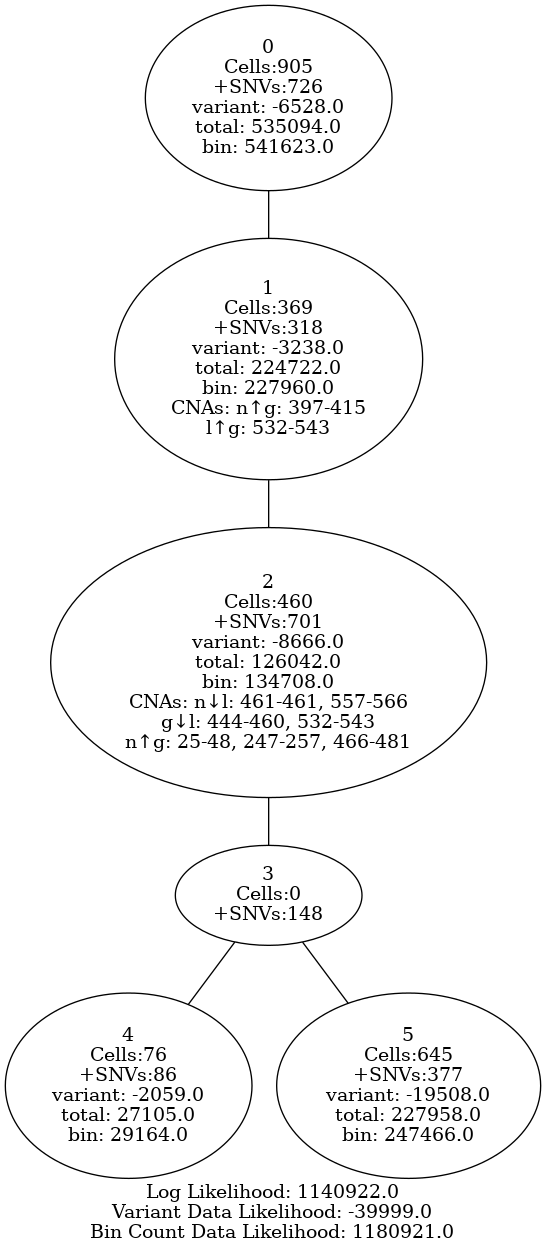 0
Cells:905
+SNVs:726
variant: -6528.0
total: 535094.0
bin: 541623.0
1
Cells:369
+SNVs:318
variant: -3238.0
total: 224722.0
bin: 227960.0
CNAs: n↑g: 397-415
l↑g: 532-543
2
Cells:460
+SNVs:701
variant: -8666.0
total: 126042.0
bin: 134708.0
CNAs: n↓l: 461-461, 557-566
g↓l: 444-460, 532-543
n↑g: 25-48, 247-257, 466-481
3
Cells:0
+SNVs:148
4
Cells:76
+SNVs:86
variant: -2059.0
total: 27105.0
bin: 29164.0
5
Cells:645
+SNVs:377
variant: -19508.0
total: 227958.0
bin: 247466.0
Log Likelihood: 1140922.0
Variant Data Likelihood: -39999.0
Bin Count Data Likelihood: 1180921.0